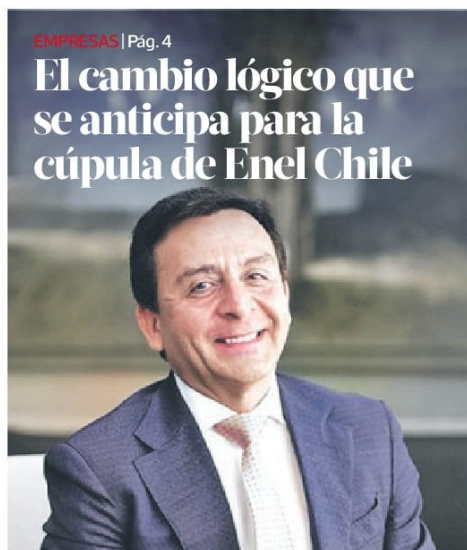 EMPRESAS | Pág. 4
El cambio lógico que
se anticipa para la
cúpula de Enel Chile